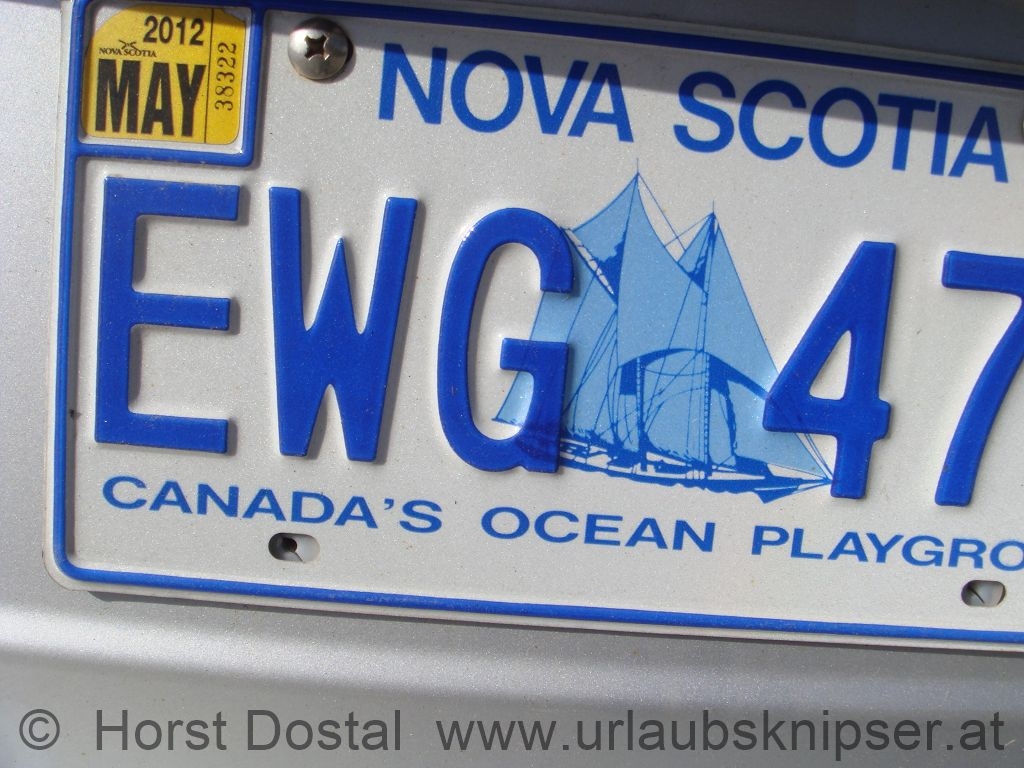 2012
NOVA SCOTIA
MAY
38322
NOVA SCOTIA
EWG 47
CANADA'S OCEAN PLAYGRO
© Horst Dostal www.urlaubsknipser.at